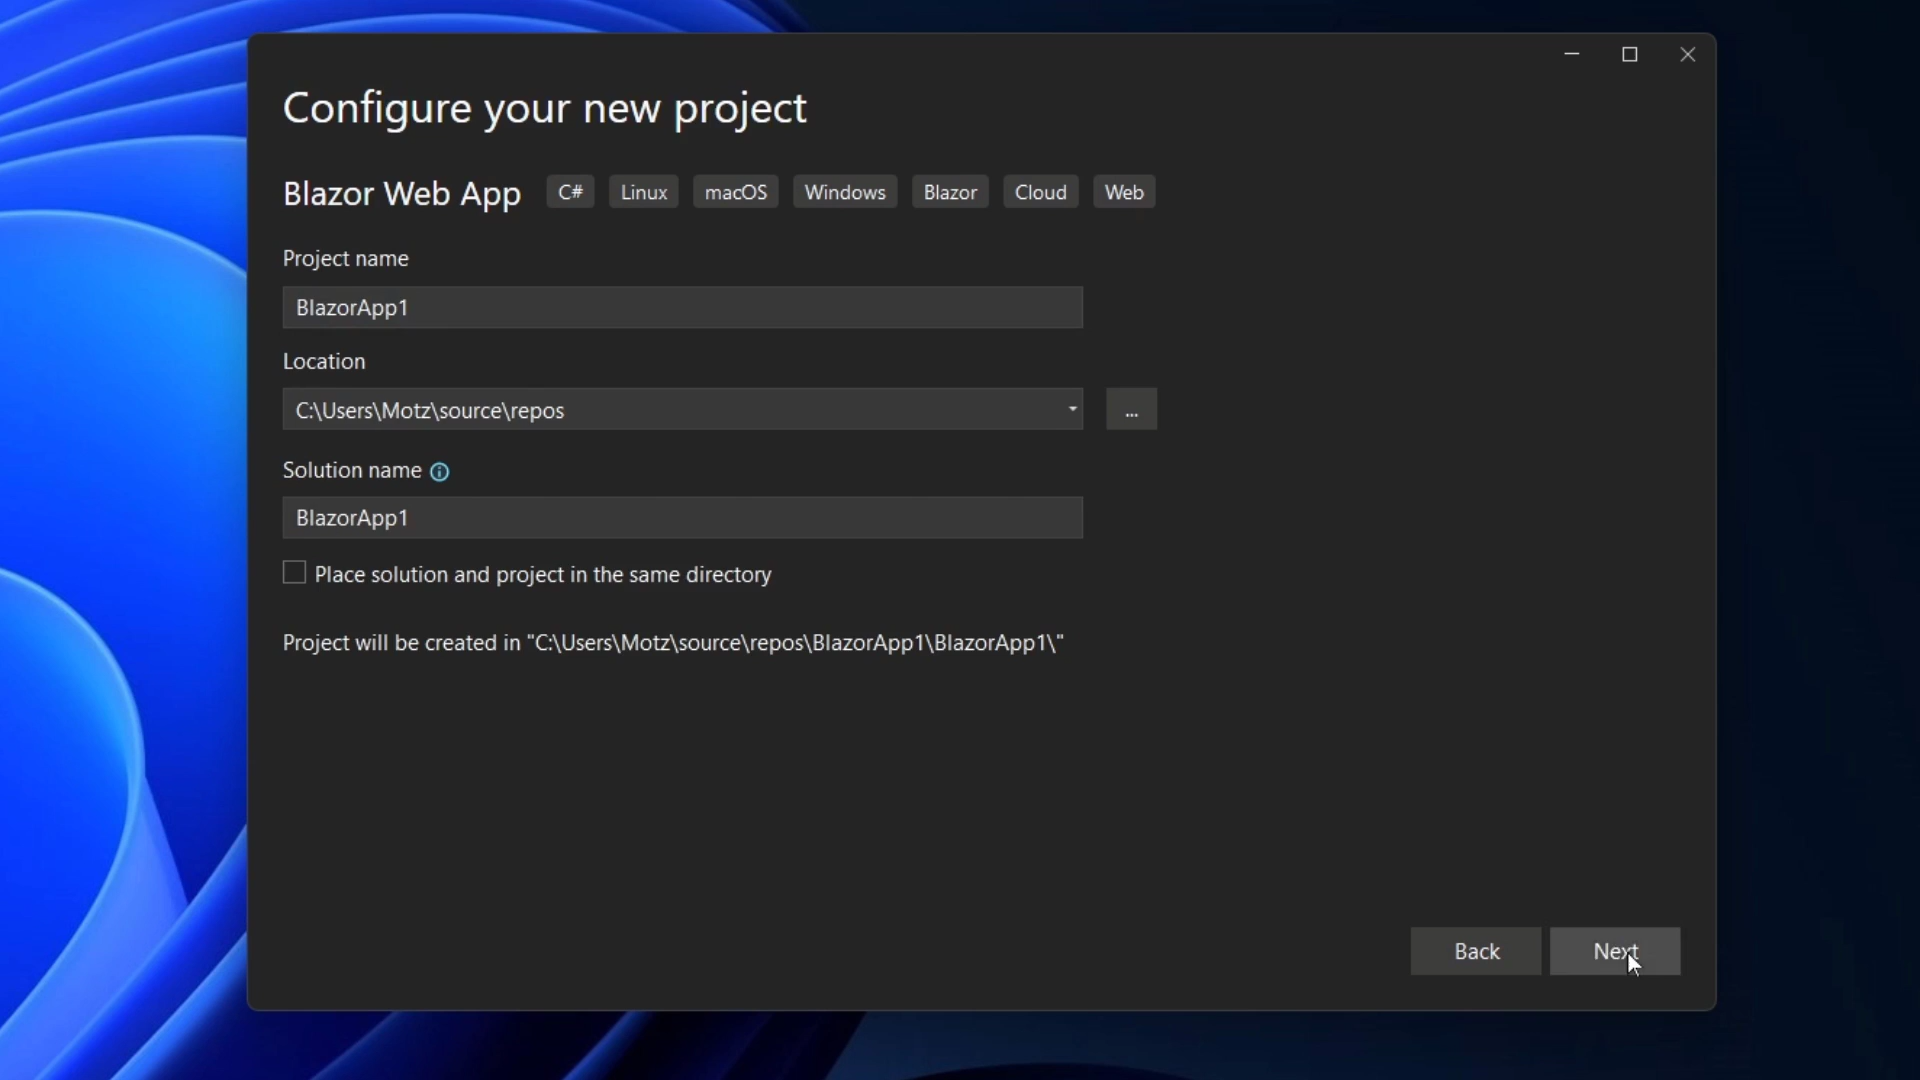 Configure your new project
Blazor Web App C# Linux macOS Windows Blazor Cloud Web
Project name
BlazorApp1
Location
C:\Users\Motz\source\repos
...
Solution name
BlazorApp1
Place solution and project in the same directory
Project will be created in "C:\Users\Motz\source\repos\BlazorApp1\BlazorApp1\"
Back Next